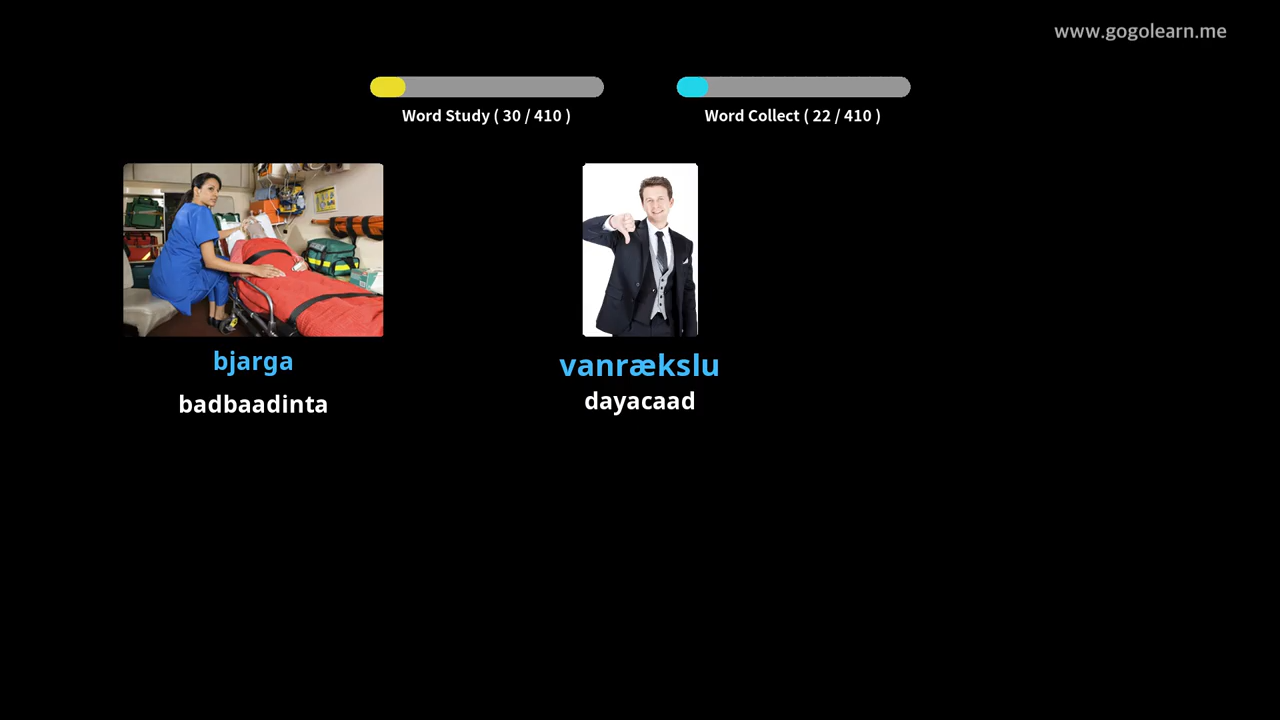 www.gogolearn.me
Word Study ( 30 / 410 )
Word Collect ( 22 / 410 )
bjarga
badbaadinta
vanrækslu
dayacaad